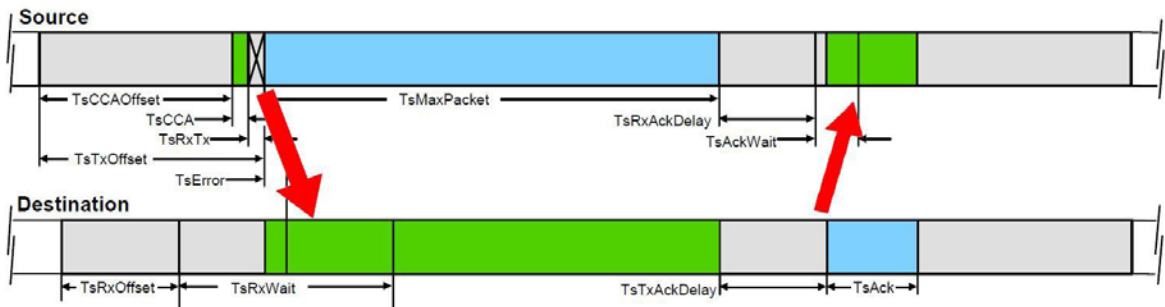 Source
TsCCAOffset
TsMaxPacket
TsCCA
TsRxAckDelay
TsRxTx
TsAckWait
TsTxOffset
TsError
Destination
TsRxOffset
TsRxWait
TsTxAckDelay
TsAck